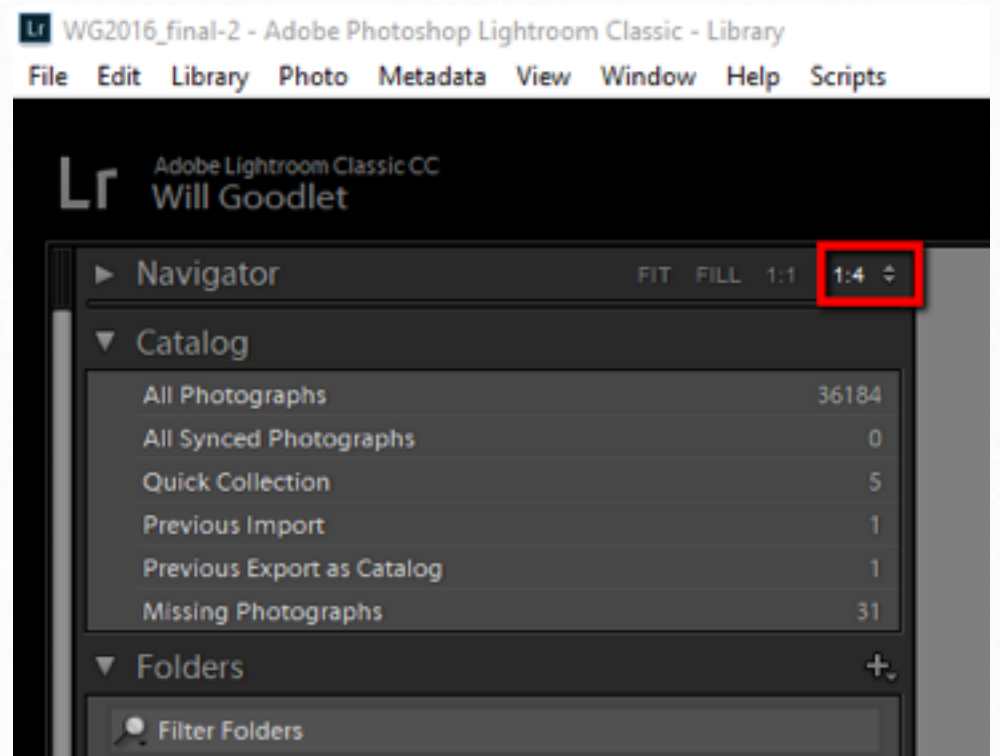 Lr WG2016_final-2 - Adobe Photoshop Lightroom Classic - Library
File Edit Library Photo Metadata View Window Help Scripts
Lr Adobe Lightroom Classic CC
Will Goodlet
Navigator FIT FILL 1:1 1:4
Catalog
All Photographs 36184
All Synced Photographs 0
Quick Collection 5
Previous Import 1
Previous Export as Catalog 1
Missing Photographs 31
Folders
Filter Folders